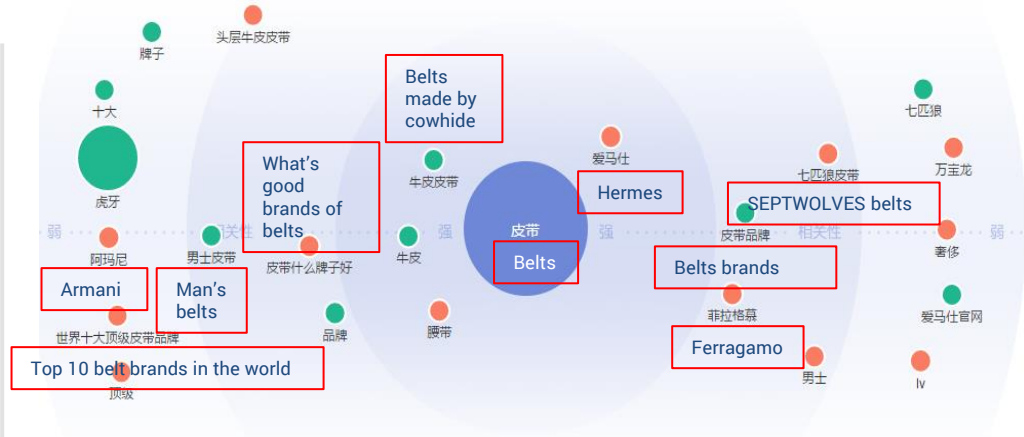 头层牛皮皮带
牌子
Belts
made by
cowhide
十大
七匹狼
爱马仕
What's
good
brands of
belts
牛皮皮带
七匹狼皮带
万宝龙
虎牙
Hermes
SEPTWOLVES belts
弱
相关性
强
皮带
强
皮带品牌
相关性
弱
阿玛尼
男士皮带
皮带什么牌子好
牛皮
奢侈
Belts
Belts brands
Armani
Man's
belts
菲拉格慕
爱马仕官网
世界十大顶级皮带品牌
品牌
腰带
Ferragamo
Top 10 belt brands in the world
男士
lv
顶级